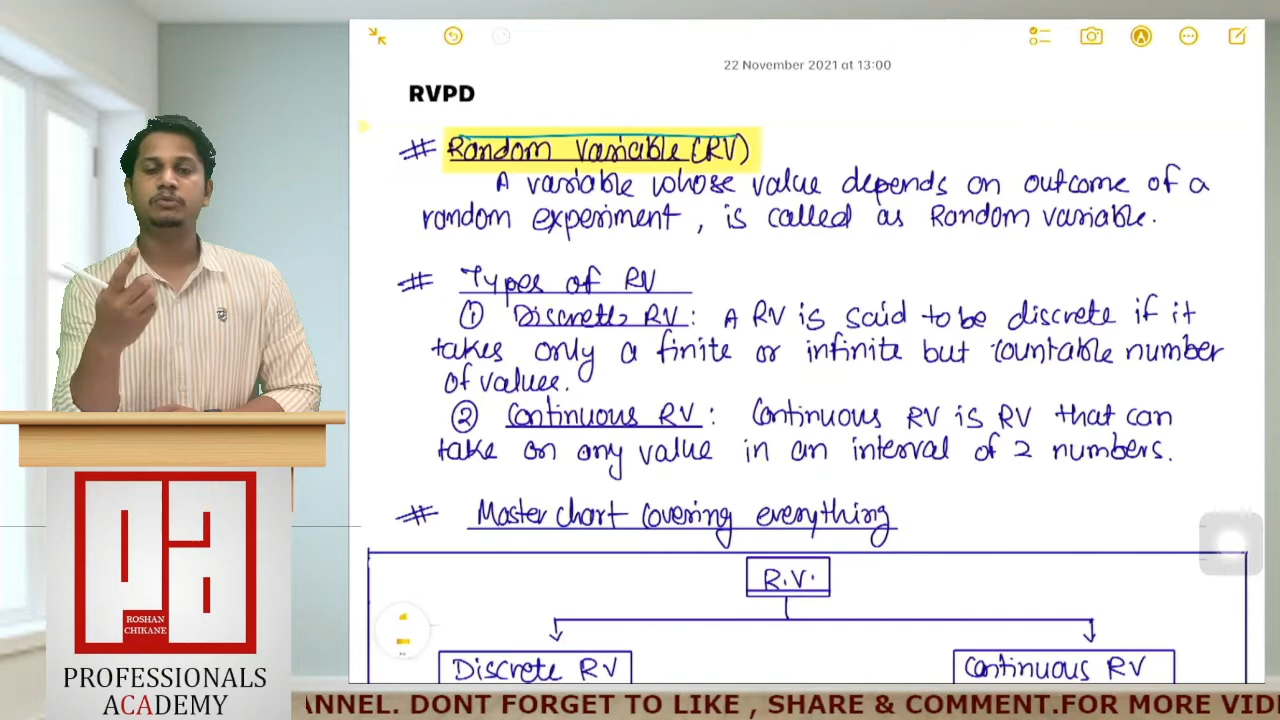 22 November 2021 at 13:00
RVPD
# Random Variable (RV)
A variable whose value depends on outcome of a
random experiment, is called as Random variable.
# Types of RV
① Discrete RV: A RV is said to be discrete if it
takes only a finite or infinite but countable number
of values.
② Continuous RV: Continuous RV is RV that can
take on any value in an interval of 2 numbers.
# Master chart covering everything
R.V.
Discrete RV
Continuous RV
ROSHAN
CHIKANE
PROFESSIONALS
ACADEMY
ANNEL. DONT FORGET TO LIKE , SHARE & COMMENT.FOR MORE VID